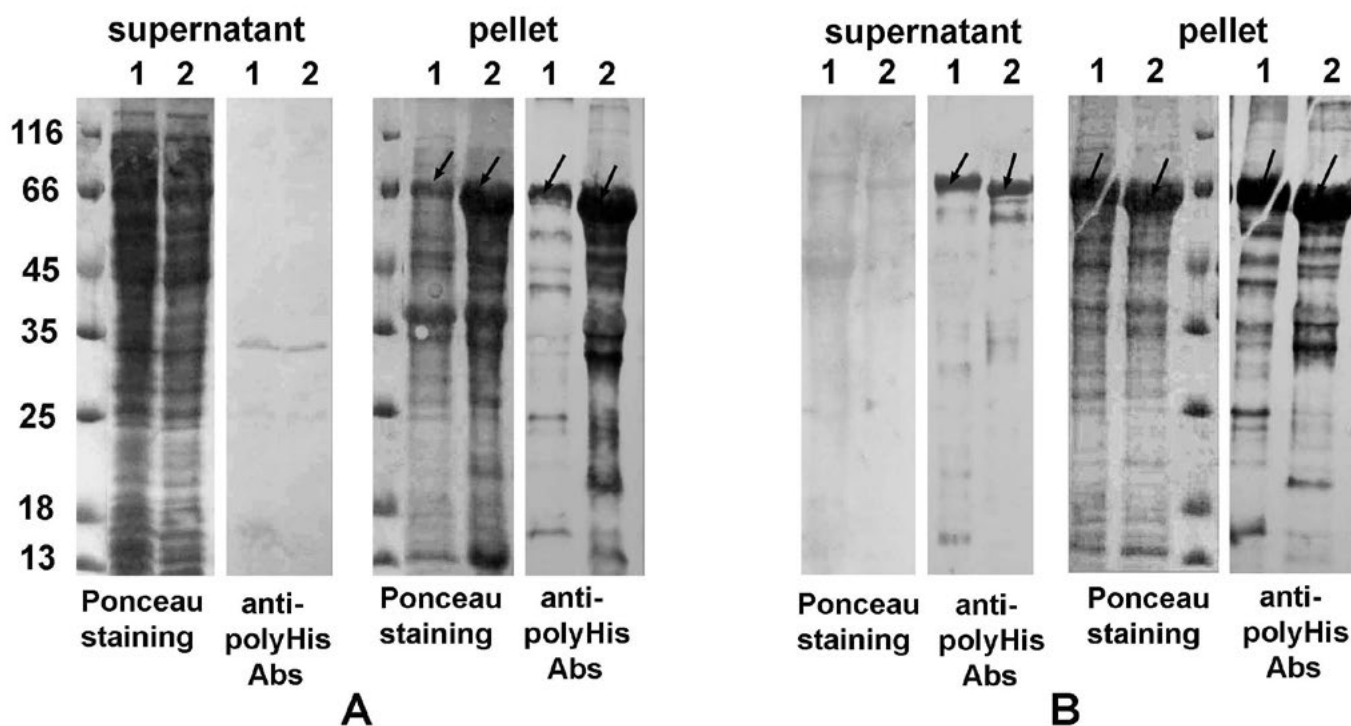 supernatant pellet
1 2 1 2 1 2 1 2
116
66
45
35
25
18
13
Ponceau staining
anti-polyHis Abs
Ponceau staining
anti-polyHis Abs
A
supernatant pellet
1 2 1 2 1 2 1 2
Ponceau staining
anti-polyHis Abs
Ponceau staining
anti-polyHis Abs
B